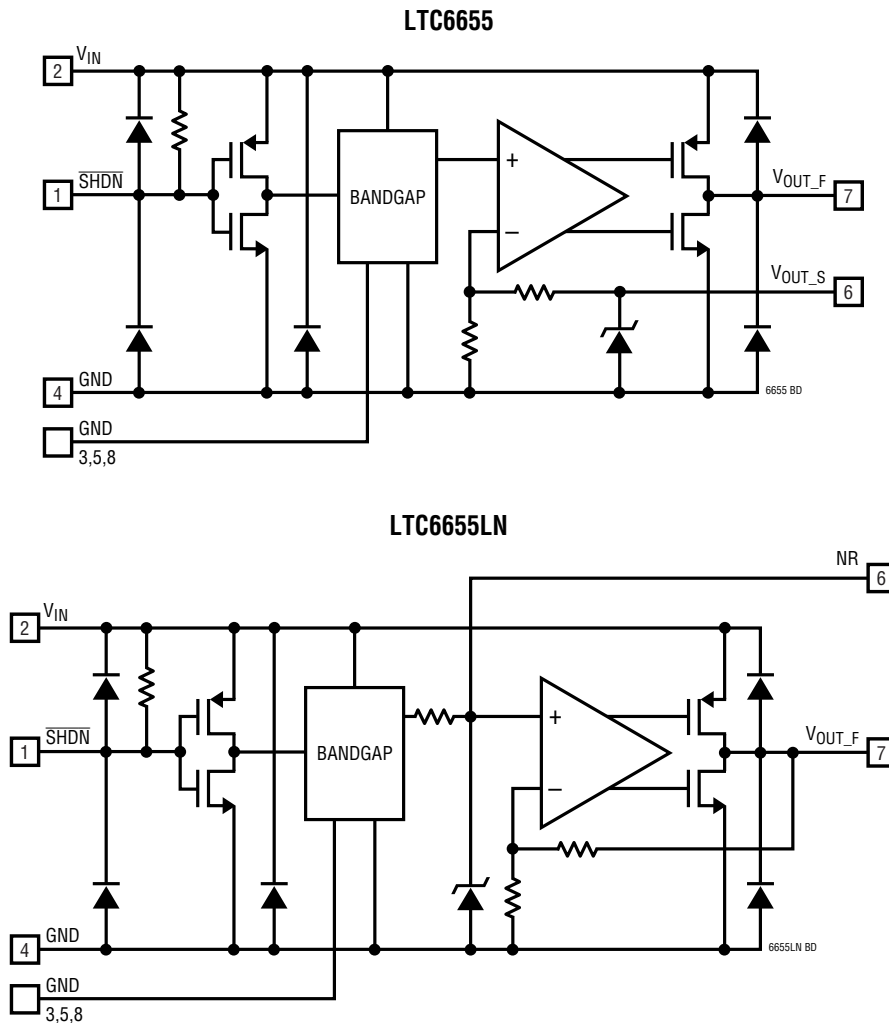 LTC6655
2 V_IN
1 SHDN
BANDGAP
+
–
V_OUT_F 7
V_OUT_S 6
4 GND
6655 BD
GND
3,5,8
LTC6655LN
NR 6
2 V_IN
1 SHDN
BANDGAP
+
–
V_OUT_F 7
4 GND
6655LN BD
GND
3,5,8